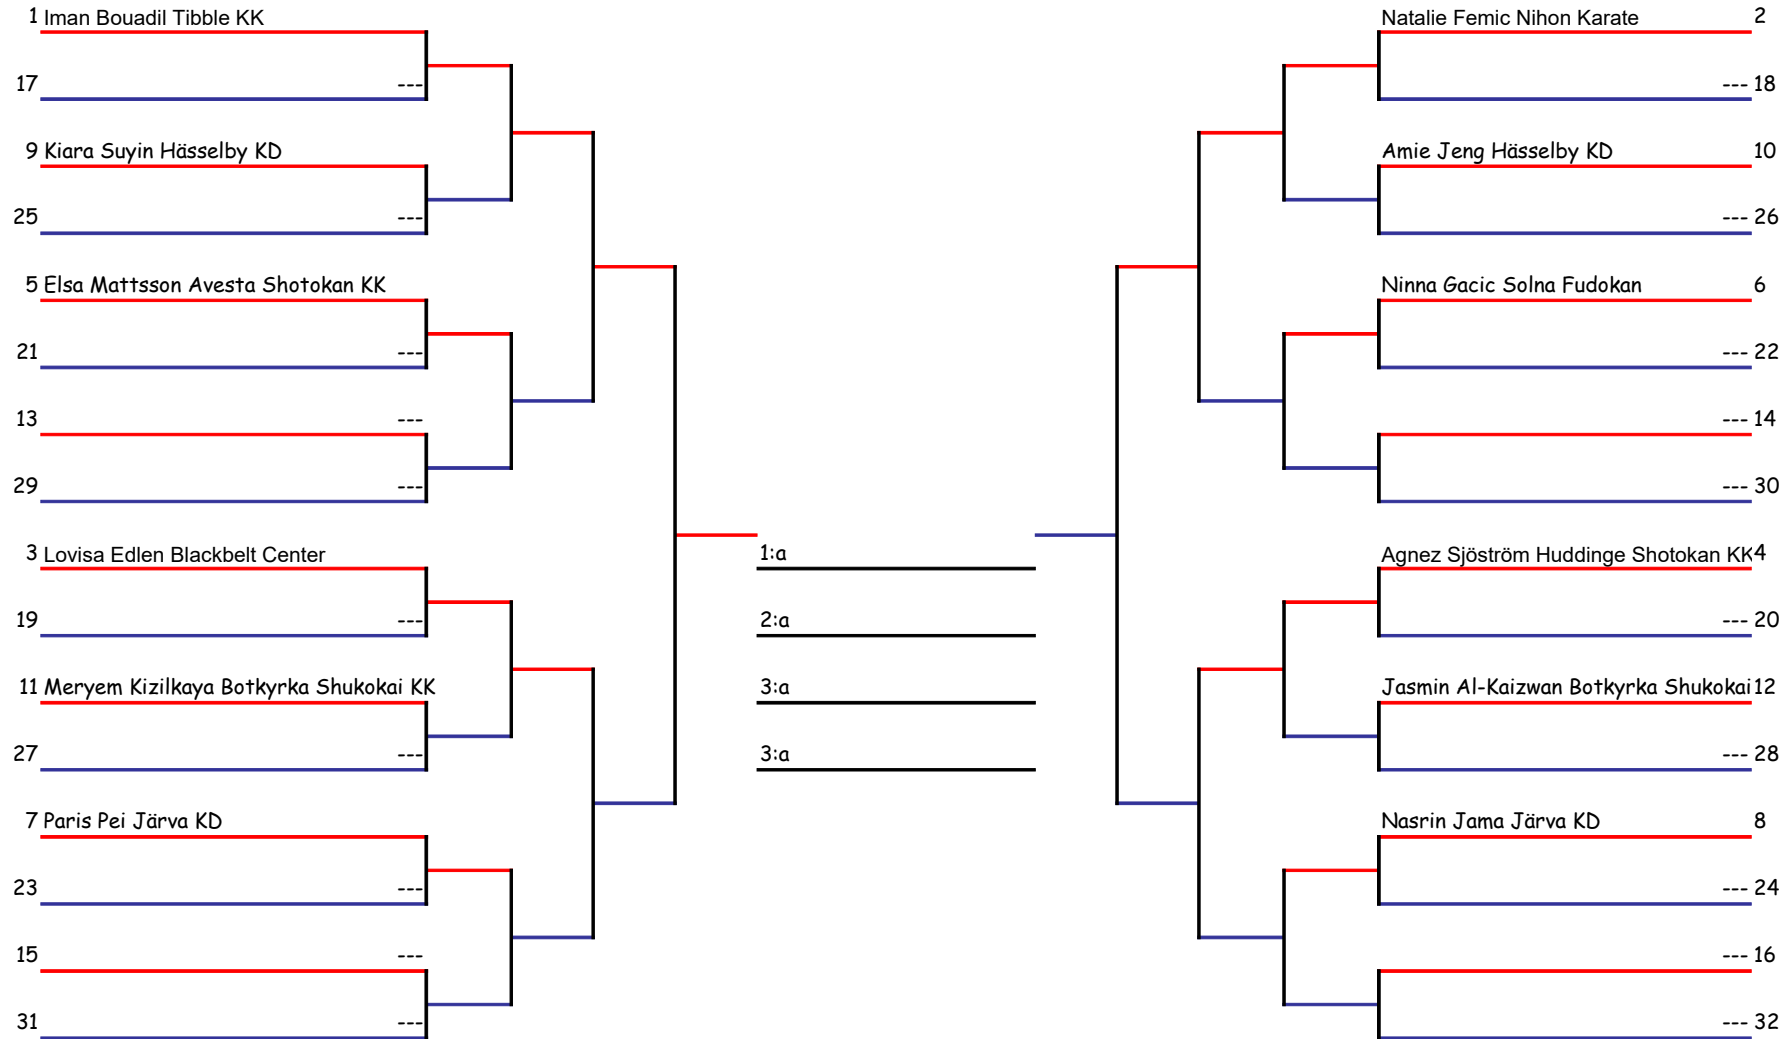 1 Iman Bouadil Tibble KK
17 ---
9 Kiara Suyin Hässelby KD
25 ---
5 Elsa Mattsson Avesta Shotokan KK
21 ---
13 ---
29 ---
3 Lovisa Edlen Blackbelt Center
19 ---
11 Meryem Kizilkaya Botkyrka Shukokai KK
27 ---
7 Paris Pei Järva KD
23 ---
15 ---
31 ---
1:a
2:a
3:a
3:a
Natalie Femic Nihon Karate 2
--- 18
Amie Jeng Hässelby KD 10
--- 26
Ninna Gacic Solna Fudokan 6
--- 22
--- 14
--- 30
Agnez Sjöström Huddinge Shotokan KK 4
--- 20
Jasmin Al-Kaizwan Botkyrka Shukokai 12
--- 28
Nasrin Jama Järva KD 8
--- 24
--- 16
--- 32